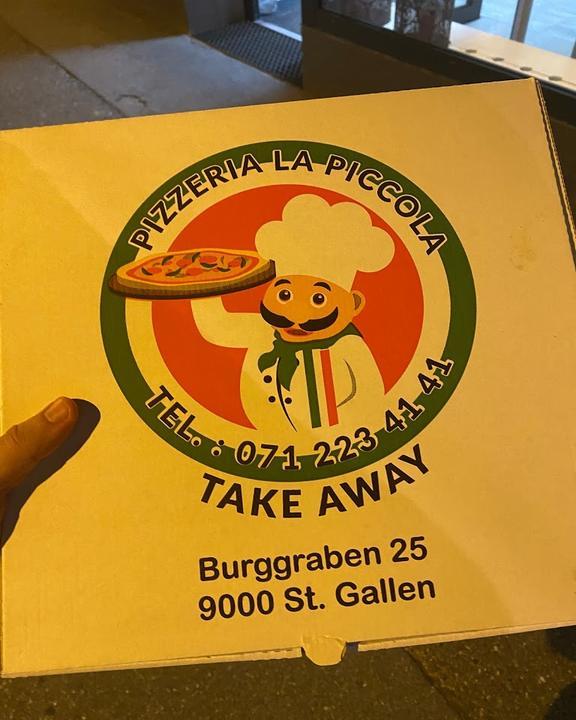 PIZZERIA LA PICCOLA
TEL. : 071 223 41 41
TAKE AWAY
Burggraben 25
9000 St. Gallen